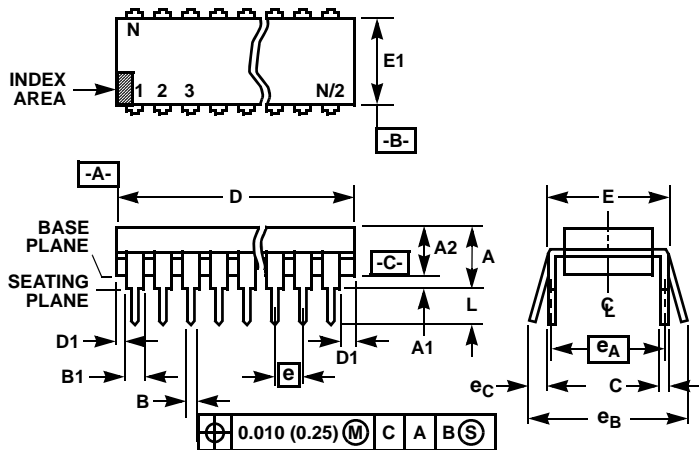 N
E1
INDEX
AREA
1 2 3 N/2
-B-
-A-
D
E
BASE
PLANE
A2
A
-C-
SEATING
PLANE
L
C
L
D1
A1
D1
eA
B1
e
eC
C
B
eB
0.010 (0.25) M C A B S